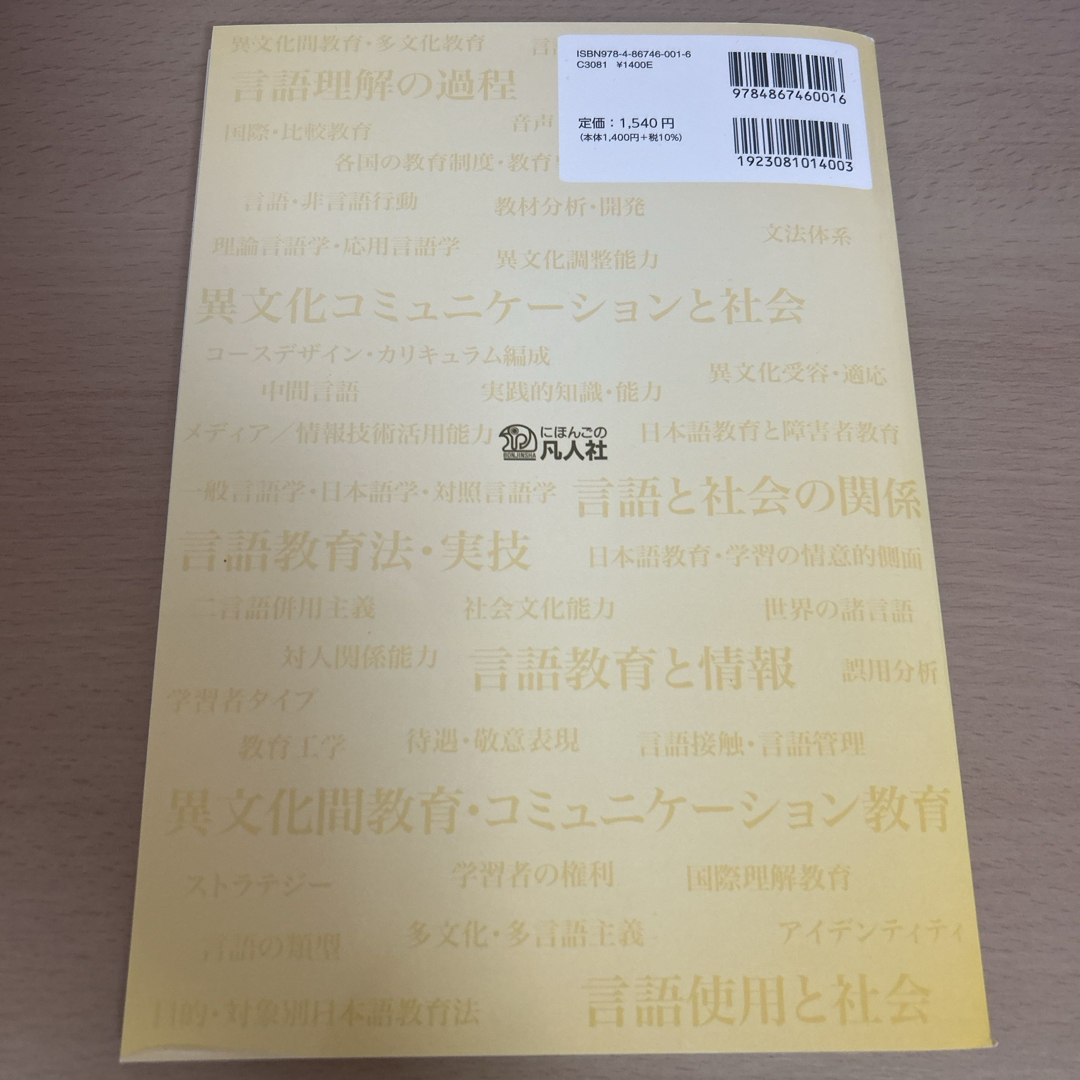 異文化間教育・多文化教育
ISBN978-4-86746-001-6
C3081 ¥1400E
9784867460016
定価：1,540円
（本体1,400円＋税10%）
1923081014003
言語理解の過程
国際・比較教育
音声
各国の教育制度・教育
言語・非言語行動
教材分析・開発
文法体系
理論言語学・応用言語学
異文化調整能力
異文化コミュニケーションと社会
コースデザイン・カリキュラム編成
異文化受容・適応
中間言語
実践的知識・能力
メディア／情報技術活用能力
BONJINSHA
にほんごの
凡人社
日本語教育と障害者教育
一般言語学・日本語学・対照言語学
言語と社会の関係
言語教育法・実技
日本語教育・学習の情意的側面
二言語併用主義
社会文化能力
世界の諸言語
対人関係能力
言語教育と情報
誤用分析
学習者タイプ
教育工学
待遇・敬意表現
言語接触・言語管理
異文化間教育・コミュニケーション教育
ストラテジー
学習者の権利
国際理解教育
言語の類型
多文化・多言語主義
アイデンティティ
目的・対象別日本語教育法
言語使用と社会